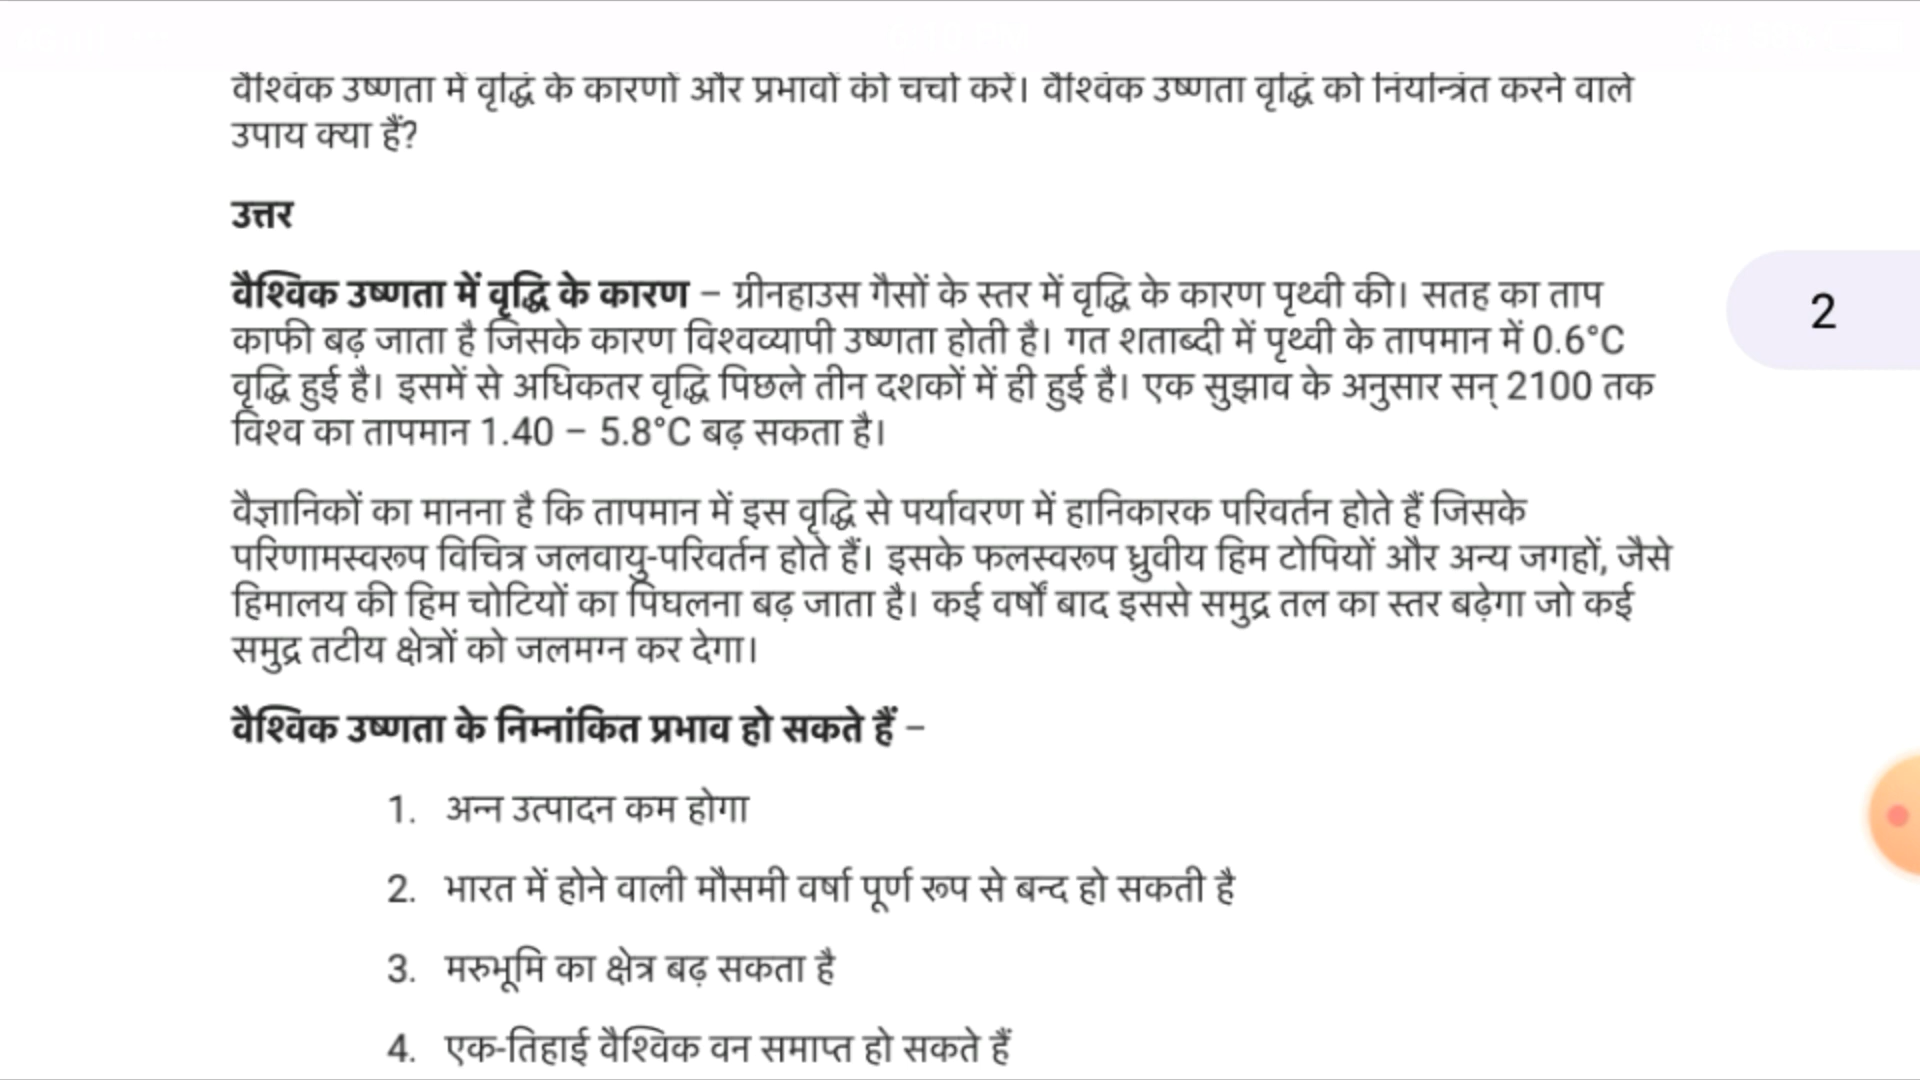 वैश्विक उष्णता में वृद्धि के कारणों और प्रभावों की चर्चा करें। वैश्विक उष्णता वृद्धि को नियन्त्रित करने वाले
उपाय क्या हैं?
उत्तर
वैश्विक उष्णता में वृद्धि के कारण – ग्रीनहाउस गैसों के स्तर में वृद्धि के कारण पृथ्वी की। सतह का ताप
काफी बढ़ जाता है जिसके कारण विश्वव्यापी उष्णता होती है। गत शताब्दी में पृथ्वी के तापमान में 0.6°C
वृद्धि हुई है। इसमें से अधिकतर वृद्धि पिछले तीन दशकों में ही हुई है। एक सुझाव के अनुसार सन् 2100 तक
विश्व का तापमान 1.40 – 5.8°C बढ़ सकता है।
2
वैज्ञानिकों का मानना है कि तापमान में इस वृद्धि से पर्यावरण में हानिकारक परिवर्तन होते हैं जिसके
परिणामस्वरूप विचित्र जलवायु-परिवर्तन होते हैं। इसके फलस्वरूप ध्रुवीय हिम टोपियों और अन्य जगहों, जैसे
हिमालय की हिम चोटियों का पिघलना बढ़ जाता है। कई वर्षों बाद इससे समुद्र तल का स्तर बढ़ेगा जो कई
समुद्र तटीय क्षेत्रों को जलमग्न कर देगा।
वैश्विक उष्णता के निम्नांकित प्रभाव हो सकते हैं –
1. अन्न उत्पादन कम होगा
2. भारत में होने वाली मौसमी वर्षा पूर्ण रूप से बन्द हो सकती है
3. मरुभूमि का क्षेत्र बढ़ सकता है
4. एक-तिहाई वैश्विक वन समाप्त हो सकते हैं